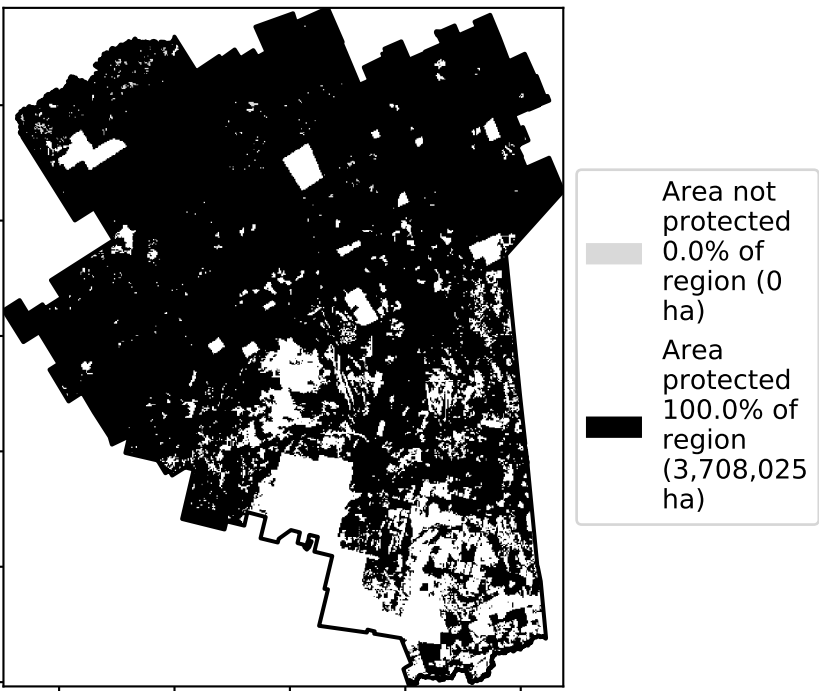 Area not
protected
0.0% of
region (0
ha)
Area
protected
100.0% of
region
(3,708,025
ha)